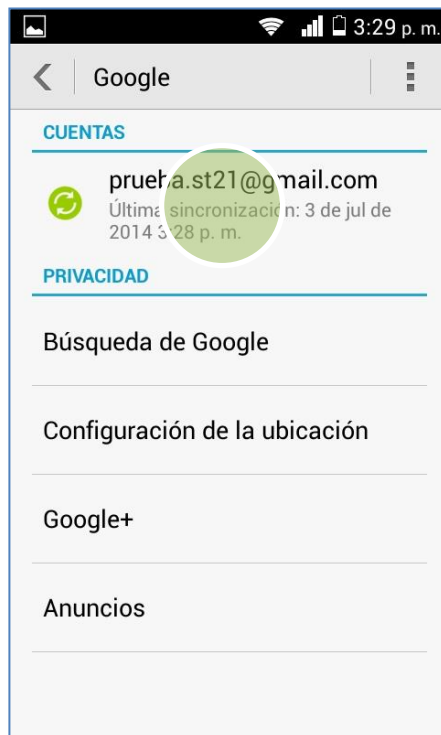 3:29 p. m.
Google
CUENTAS
prueba.st21@gmail.com
Última sincronización: 3 de jul de
2014 3:28 p. m.
PRIVACIDAD
Búsqueda de Google
Configuración de la ubicación
Google+
Anuncios